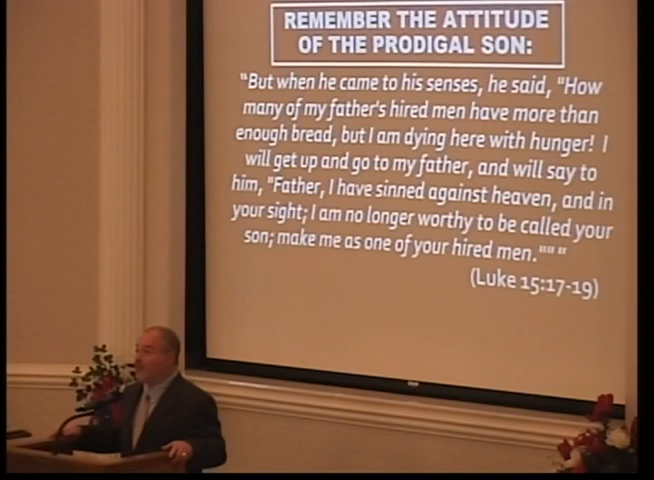 REMEMBER THE ATTITUDE
OF THE PRODIGAL SON:
"But when he came to his senses, he said, "How
many of my father's hired men have more than
enough bread, but I am dying here with hunger! I
will get up and go to my father, and will say to
him, "Father, I have sinned against heaven, and in
your sight; I am no longer worthy to be called your
son; make me as one of your hired men."""
(Luke 15:17-19)